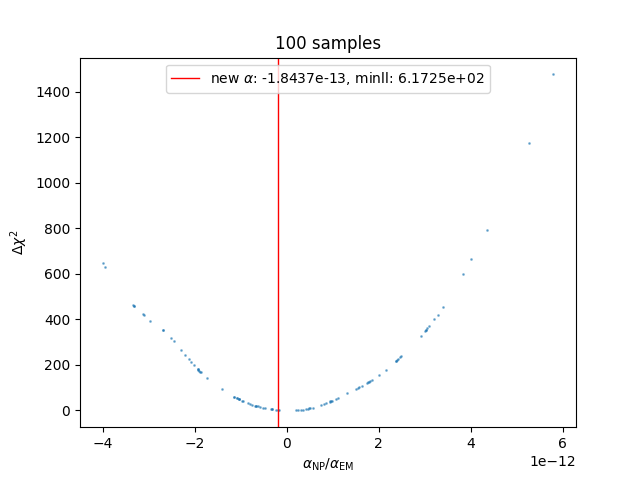 100 samples
new α: -1.8437e-13, minll: 6.1725e+02
Δχ²
1400
1200
1000
800
600
400
200
0
−4 −2 0 2 4 6
1e−12
α_NP/α_EM